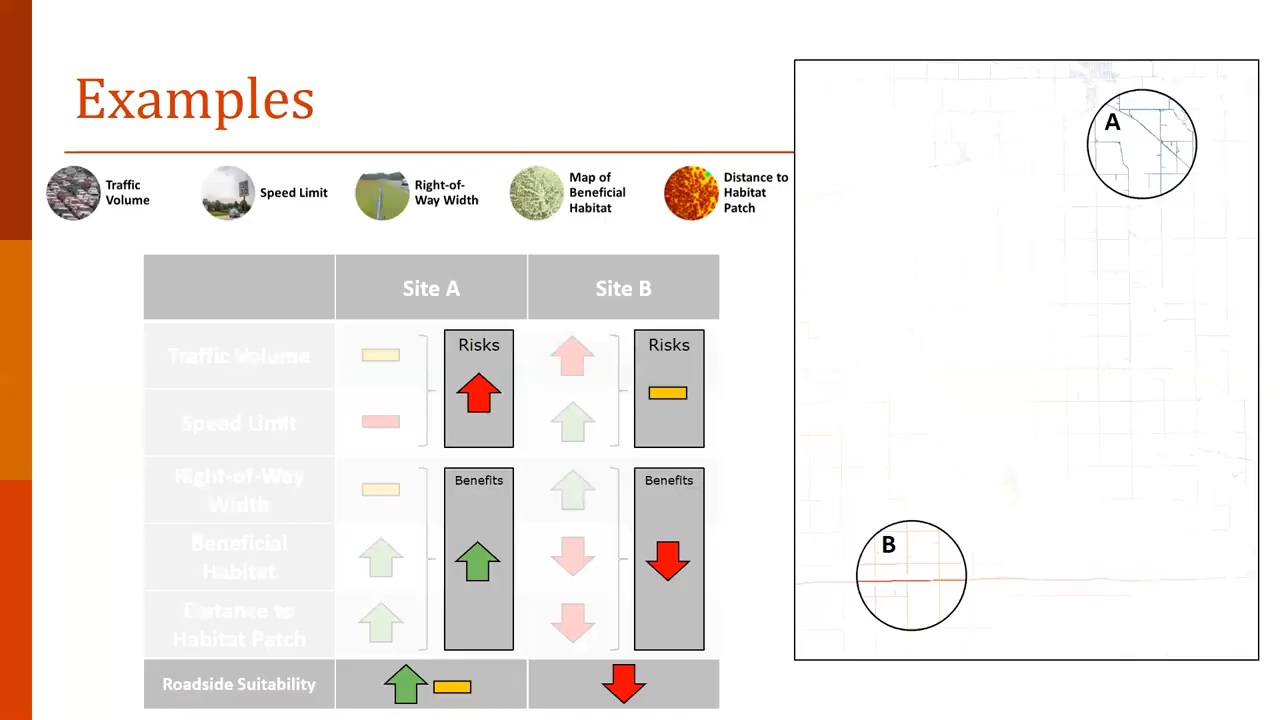 Examples
Traffic
Volume
Speed Limit
Right-of-
Way Width
Map of
Beneficial
Habitat
Distance to
Habitat
Patch
Site A
Site B
Traffic Volume
Risks
Risks
Speed Limit
Right-of-Way
Width
Benefits
Benefits
Beneficial
Habitat
Distance to
Habitat Patch
Roadside Suitability
A
B